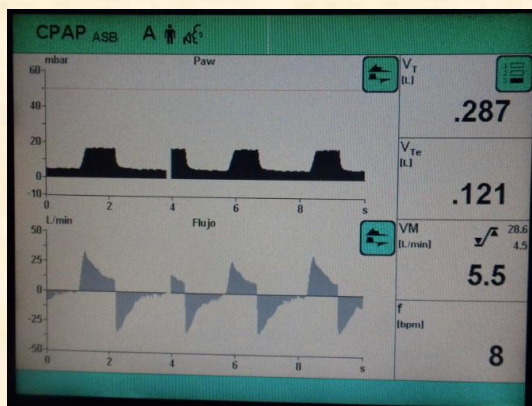 CPAP ASB A
mbar Paw
60
40
20
0
-10
0 2 4 6 8 s
L/min Flujo
50
25
0
-25
-50
0 2 4 6 8 s
VT
[L]
.287
VTe
[L]
.121
VM 28.6
[L/min] 4.5
5.5
f
[bpm]
8